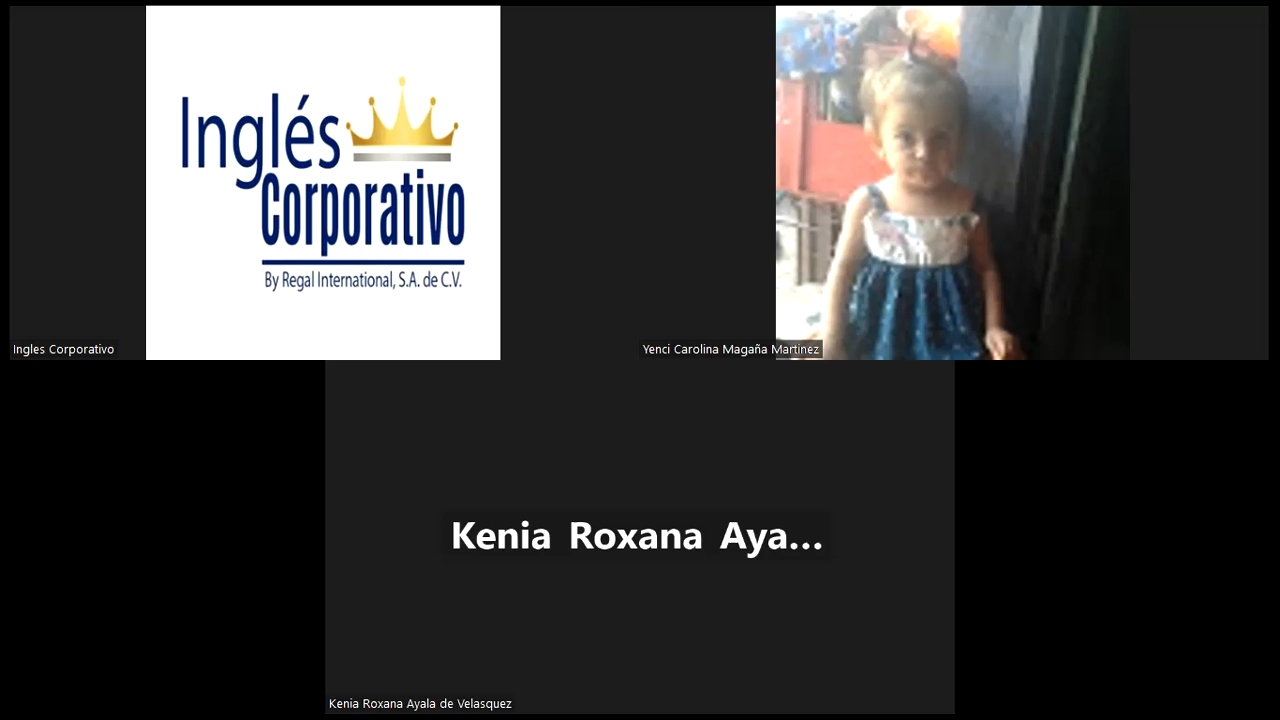 Inglés
Corporativo
By Regal International, S.A. de C.V.
Ingles Corporativo
Yenci Carolina Magaña Martinez
Kenia Roxana Aya...
Kenia Roxana Ayala de Velasquez